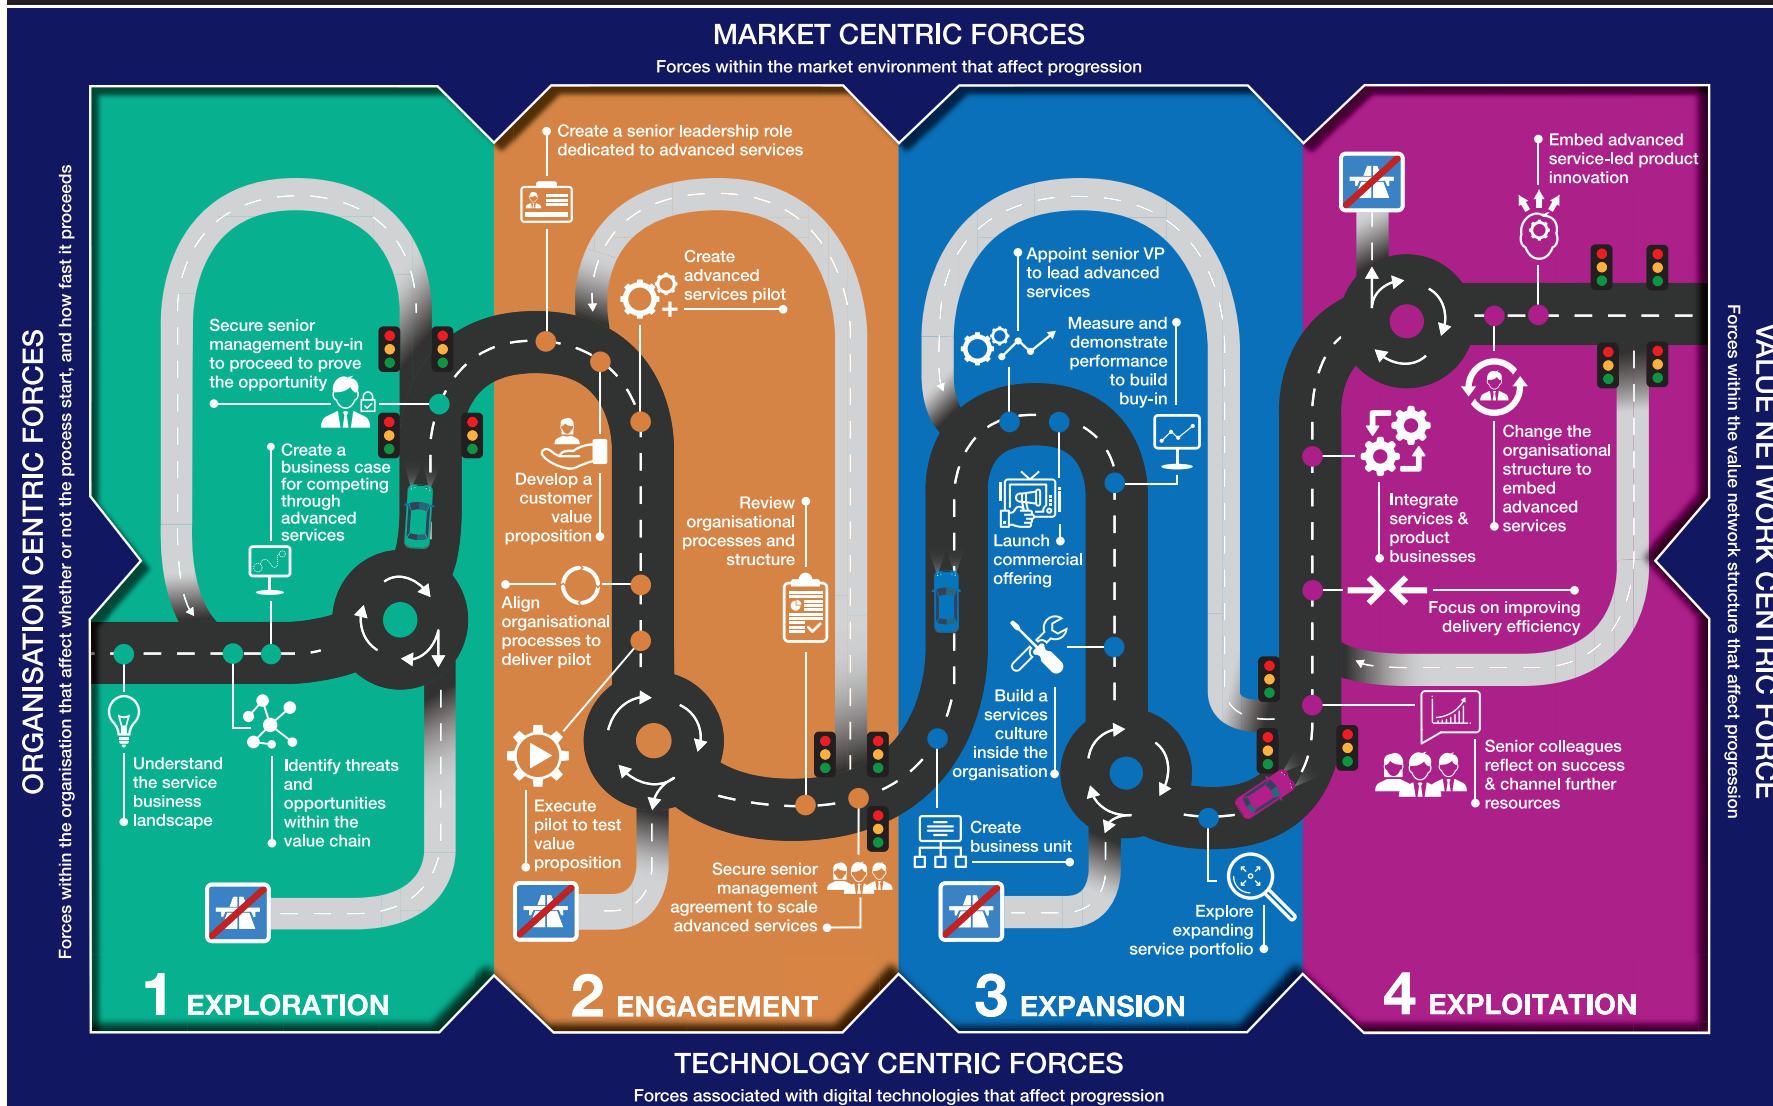 MARKET CENTRIC FORCES
Forces within the market environment that affect progression
ORGANISATION CENTRIC FORCES
Forces within the organisation that affect whether or not the process start, and how fast it proceeds
Secure senior
management buy-in
to proceed to prove
the opportunity
Create a
business case
for competing
through
advanced
services
Understand
the service
business
landscape
Identify threats
and
opportunities
within the
value chain
1 EXPLORATION
Create a senior leadership role
dedicated to advanced services
Create
advanced
services pilot
Develop a
customer
value
proposition
Review
organisational
processes and
structure
Align
organisational
processes to
deliver pilot
Execute
pilot to test
value
proposition
Secure senior
management
agreement to scale
advanced services
2 ENGAGEMENT
Appoint senior VP
to lead advanced
services
Measure and
demonstrate
performance
to build
buy-in
Launch
commercial
offering
Build a
services
culture
inside the
organisation
Create
business unit
Explore
expanding
service portfolio
3 EXPANSION
Embed advanced
service-led product
innovation
Change the
organisational
structure to
embed
advanced
services
Integrate
services &
product
businesses
Focus on improving
delivery efficiency
Senior colleagues
reflect on success
& channel further
resources
4 EXPLOITATION
VALUE NETWORK CENTRIC FORCE
Forces within the value network structure that affect progression
TECHNOLOGY CENTRIC FORCES
Forces associated with digital technologies that affect progression